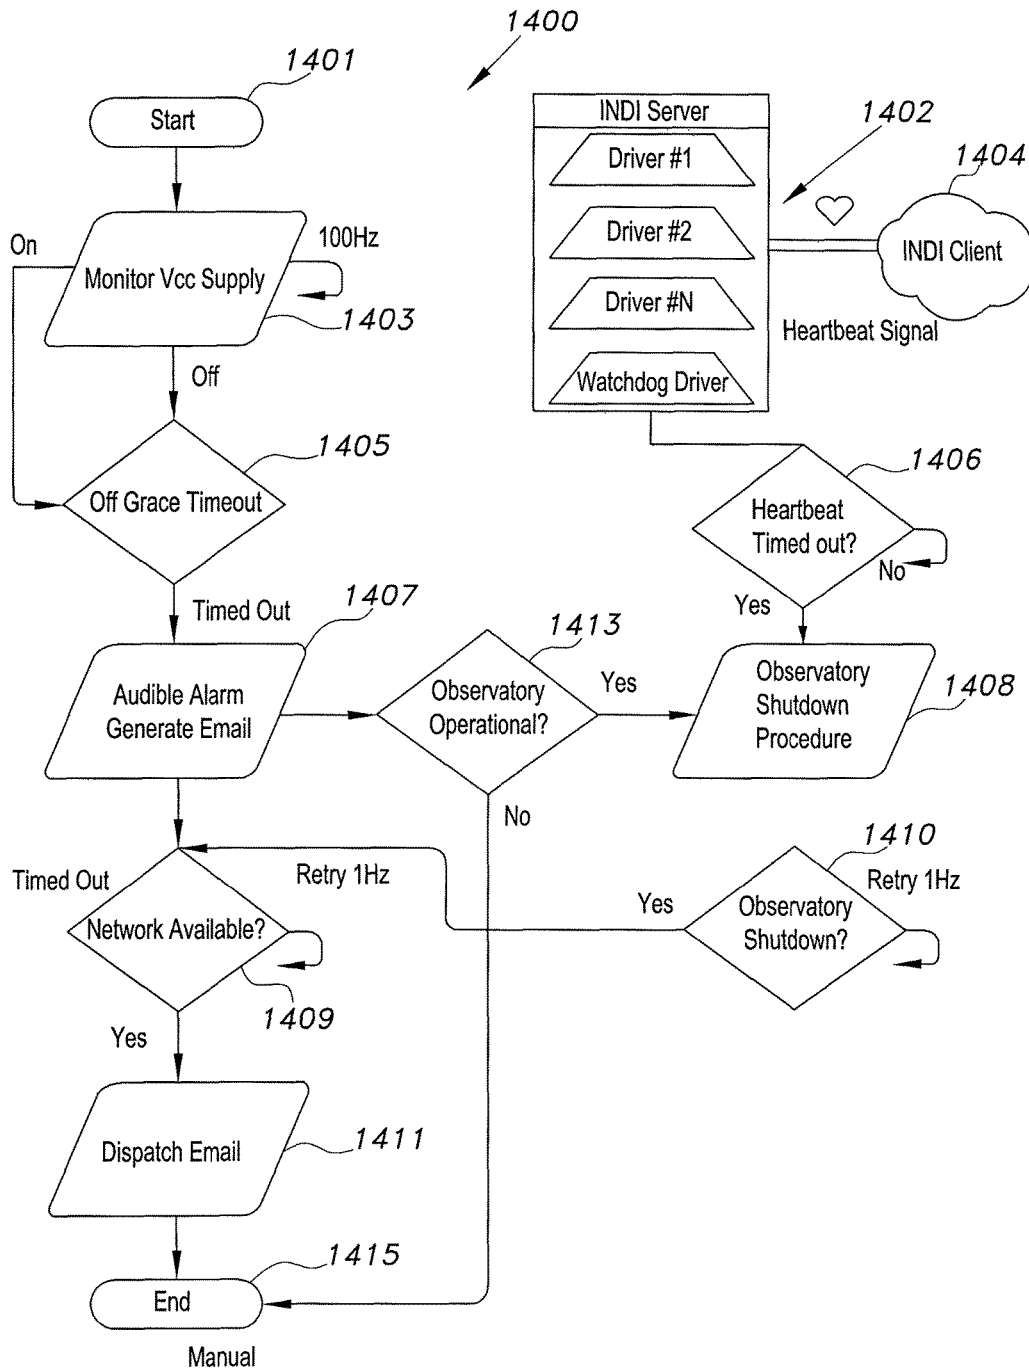 1400
1401
Start
INDI Server
1402
Driver #1
1404
On
100Hz
Driver #2
INDI Client
Monitor Vcc Supply
1403
Driver #N
Heartbeat Signal
Off
Watchdog Driver
1405
1406
Off Grace Timeout
Heartbeat
Timed out?
No
Timed Out
1407
Yes
1413
Audible Alarm
Generate Email
Observatory
Operational?
Yes
Observatory
Shutdown
Procedure
1408
No
1410
Timed Out
Retry 1Hz
Retry 1Hz
Yes
Network Available?
Observatory
Shutdown?
1409
Yes
Dispatch Email
1411
1415
End
Manual